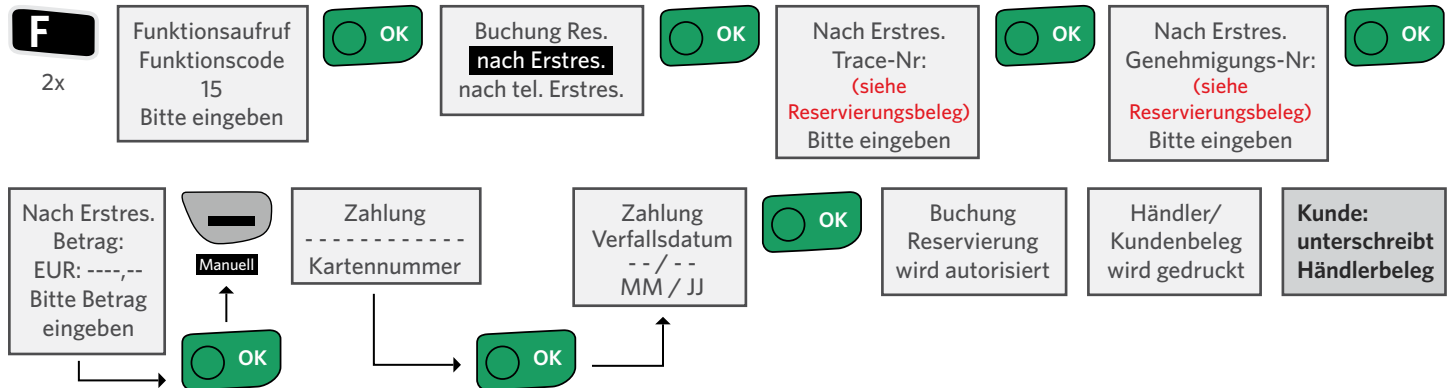 F
2x
Funktionsaufruf
Funktionscode
15
Bitte eingeben
OK
Buchung Res.
nach Erstres.
nach tel. Erstres.
OK
Nach Erstres.
Trace-Nr:
(siehe
Reservierungsbeleg)
Bitte eingeben
OK
Nach Erstres.
Genehmigungs-Nr:
(siehe
Reservierungsbeleg)
Bitte eingeben
OK
Nach Erstres.
Betrag:
EUR: ----,--
Bitte Betrag
eingeben
OK
Manuell
Zahlung
- - - - - - - - - - - -
Kartennummer
OK
Zahlung
Verfallsdatum
- - / - -
MM / JJ
OK
Buchung
Reservierung
wird autorisiert
Händler/
Kundenbeleg
wird gedruckt
Kunde:
unterschreibt
Händlerbeleg